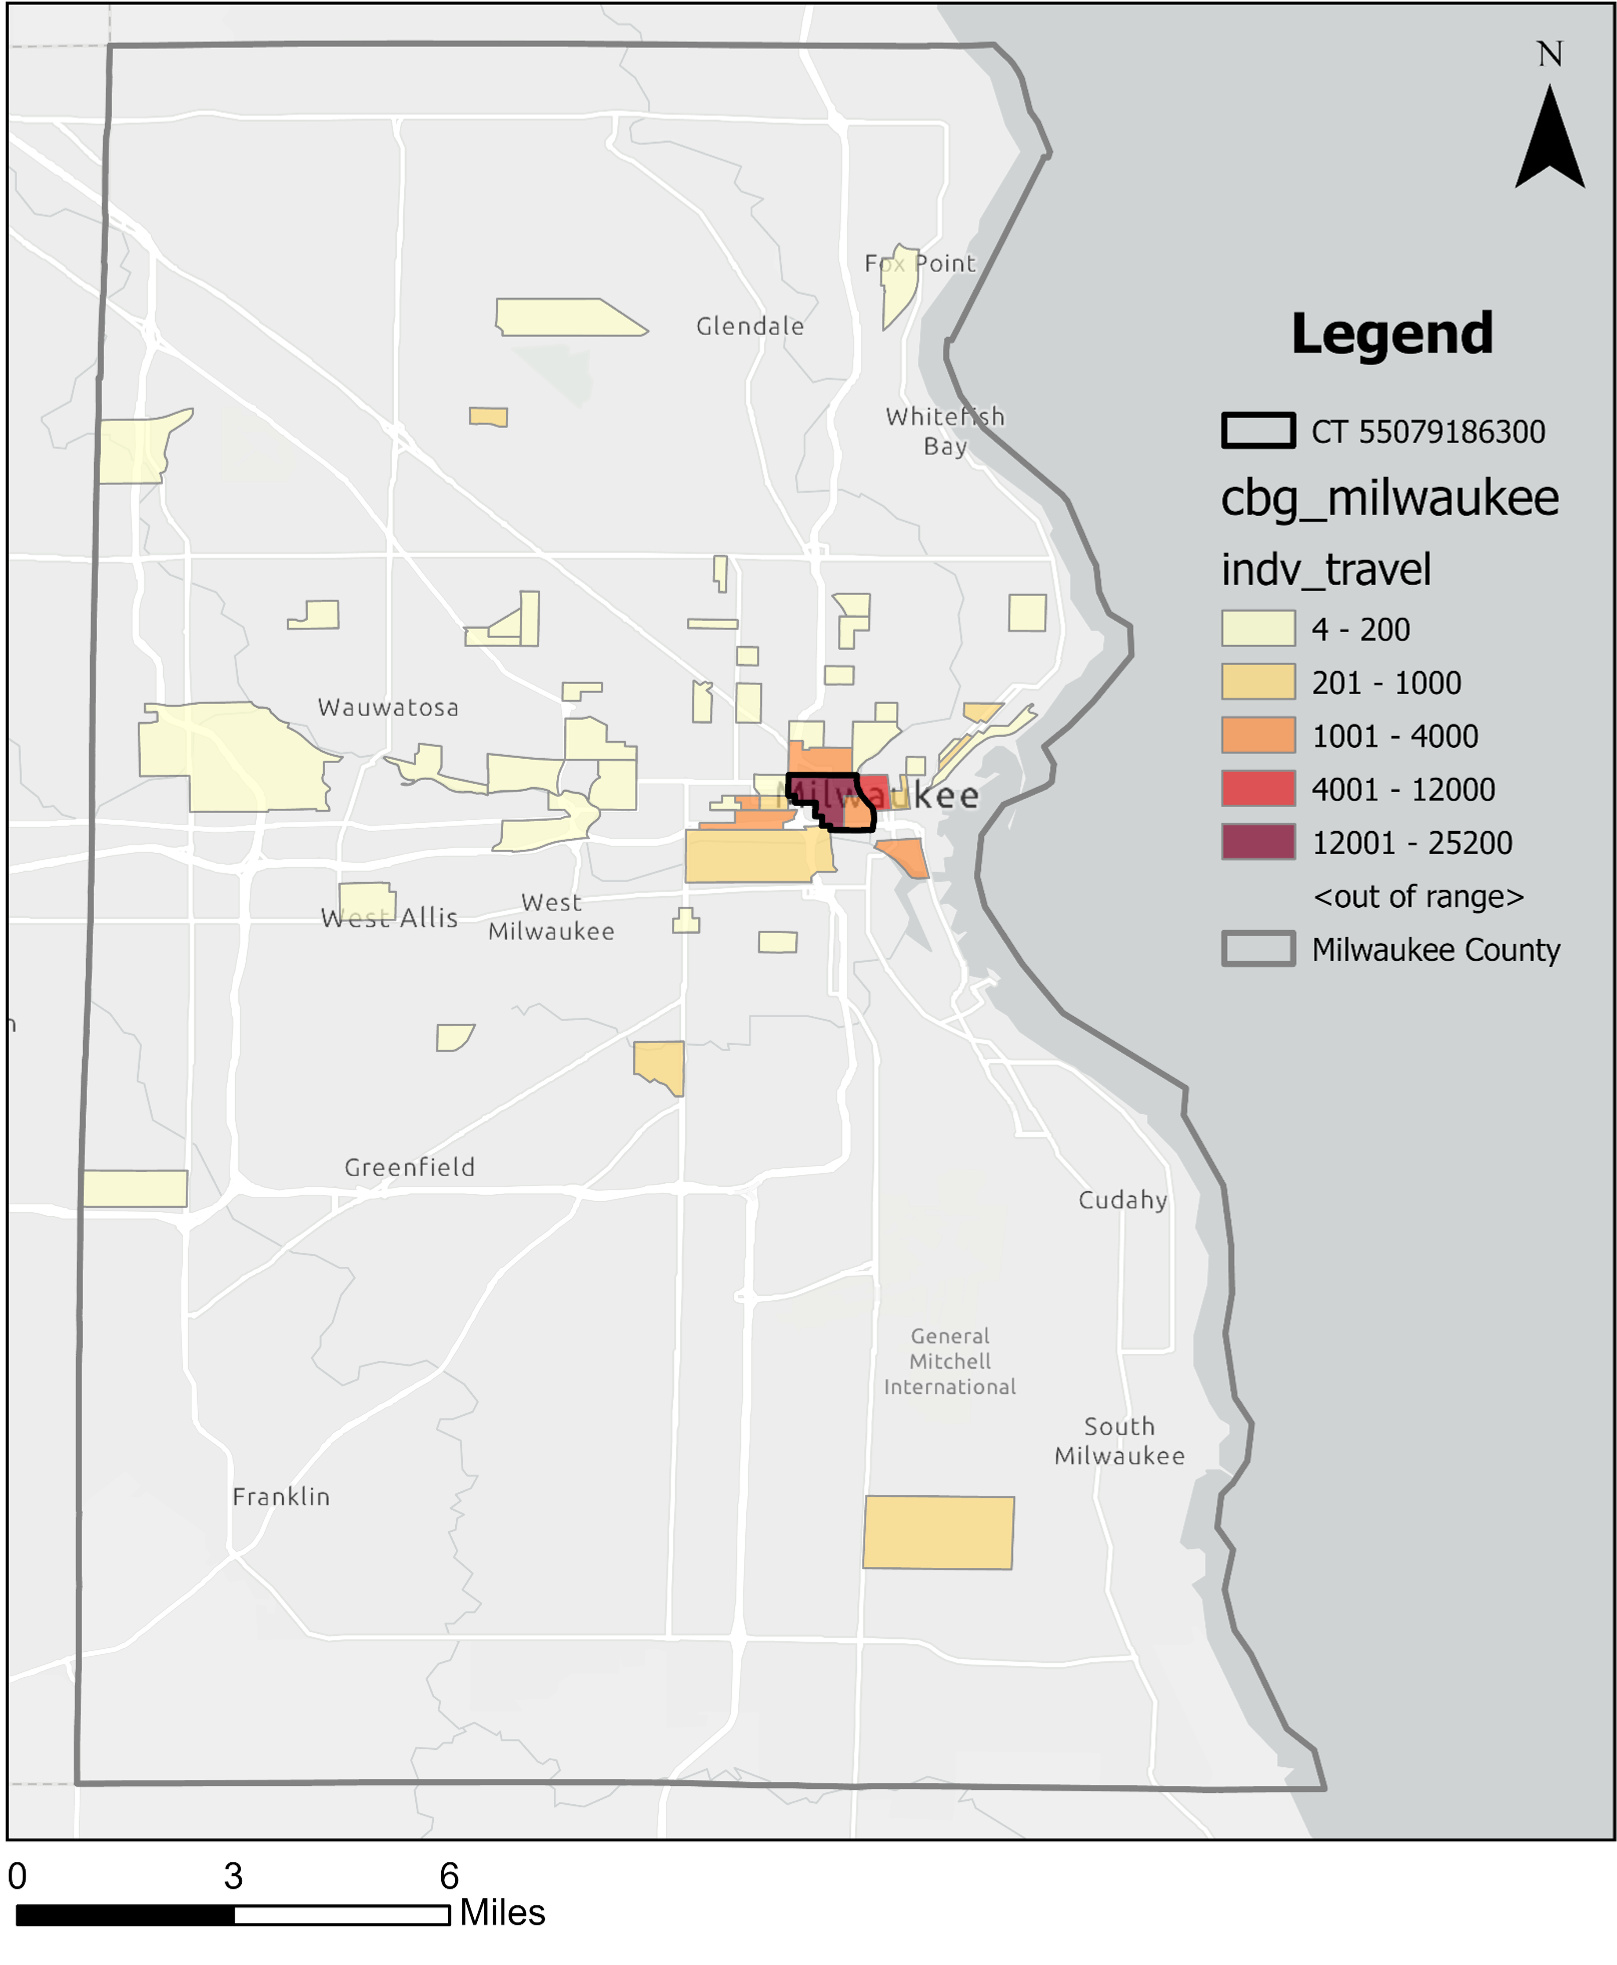 N
Fox Point
Glendale
Legend
Whitefish
Bay
CT 55079186300
cbg_milwaukee
indv_travel
4 - 200
201 - 1000
Wauwatosa
1001 - 4000
Milwaukee
4001 - 12000
12001 - 25200
<out of range>
West Allis
West
Milwaukee
Milwaukee County
n
Greenfield
Cudahy
General
Mitchell
International
South
Milwaukee
Franklin
0 3 6
Miles